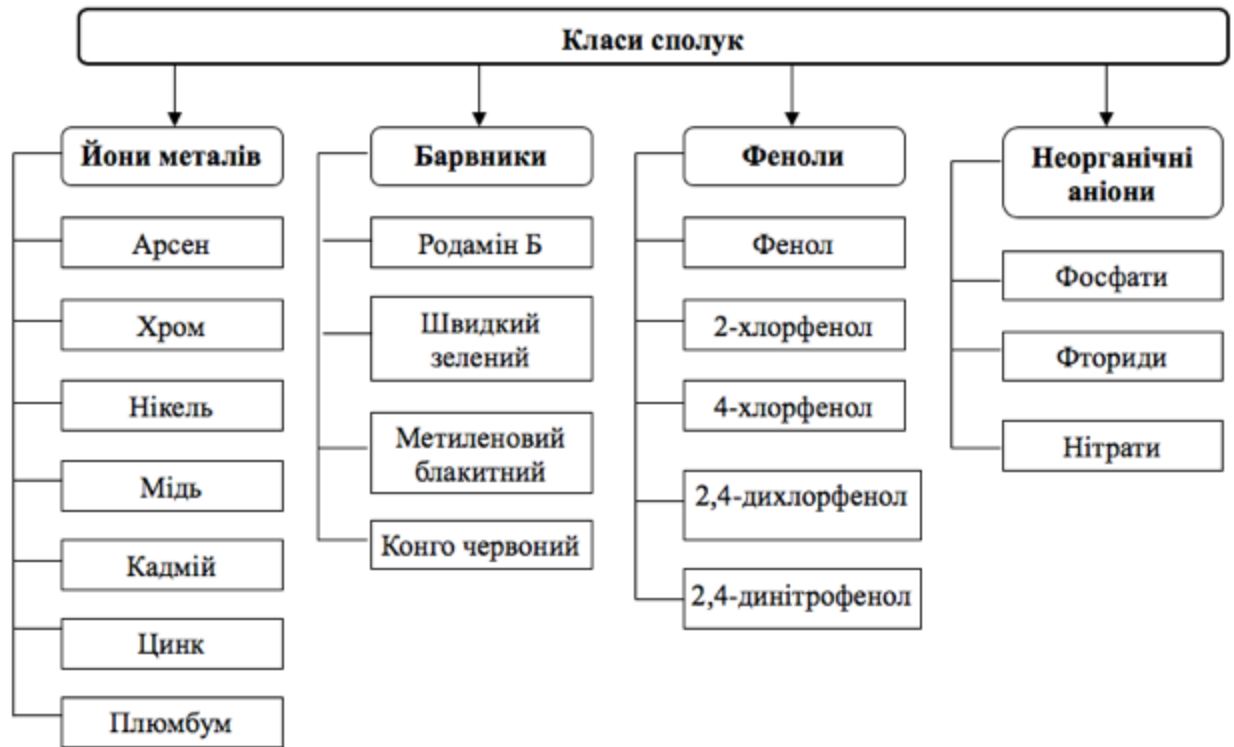 Класи сполук
Йони металів
Арсен
Хром
Нікель
Мідь
Кадмій
Цинк
Плюмбум
Барвники
Родамін Б
Швидкий
зелений
Метиленовий
блакитний
Конго червоний
Феноли
Фенол
2-хлорфенол
4-хлорфенол
2,4-дихлорфенол
2,4-динітрофенол
Неорганічні
аніони
Фосфати
Фториди
Нітрати